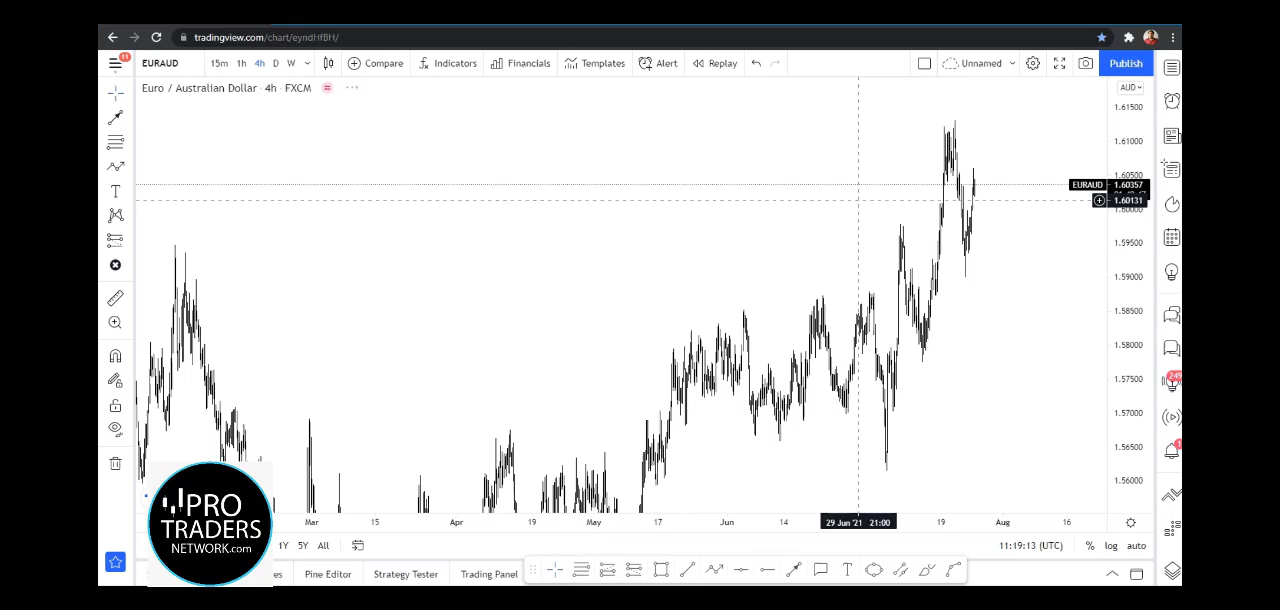 tradingview.com/chart/eyndHfBH/
11
EURAUD 15m 1h 4h D W Compare Indicators Financials Templates Alert Replay Unnamed Publish
Euro / Australian Dollar · 4h · FXCM
AUD
1.61500
1.61000
1.60500
EURAUD 1.60357
1.60131
1.60000
1.59500
1.59000
1.58500
1.58000
1.57500
1.57000
1.56500
1.56000
249
1
Mar 15 Apr 19 May 17 Jun 14 29 Jun '21 21:00 19 Aug 16
1Y 5Y All 11:19:13 (UTC) % log auto
Pine Editor Strategy Tester Trading Panel
PRO
TRADERS
NETWORK.com